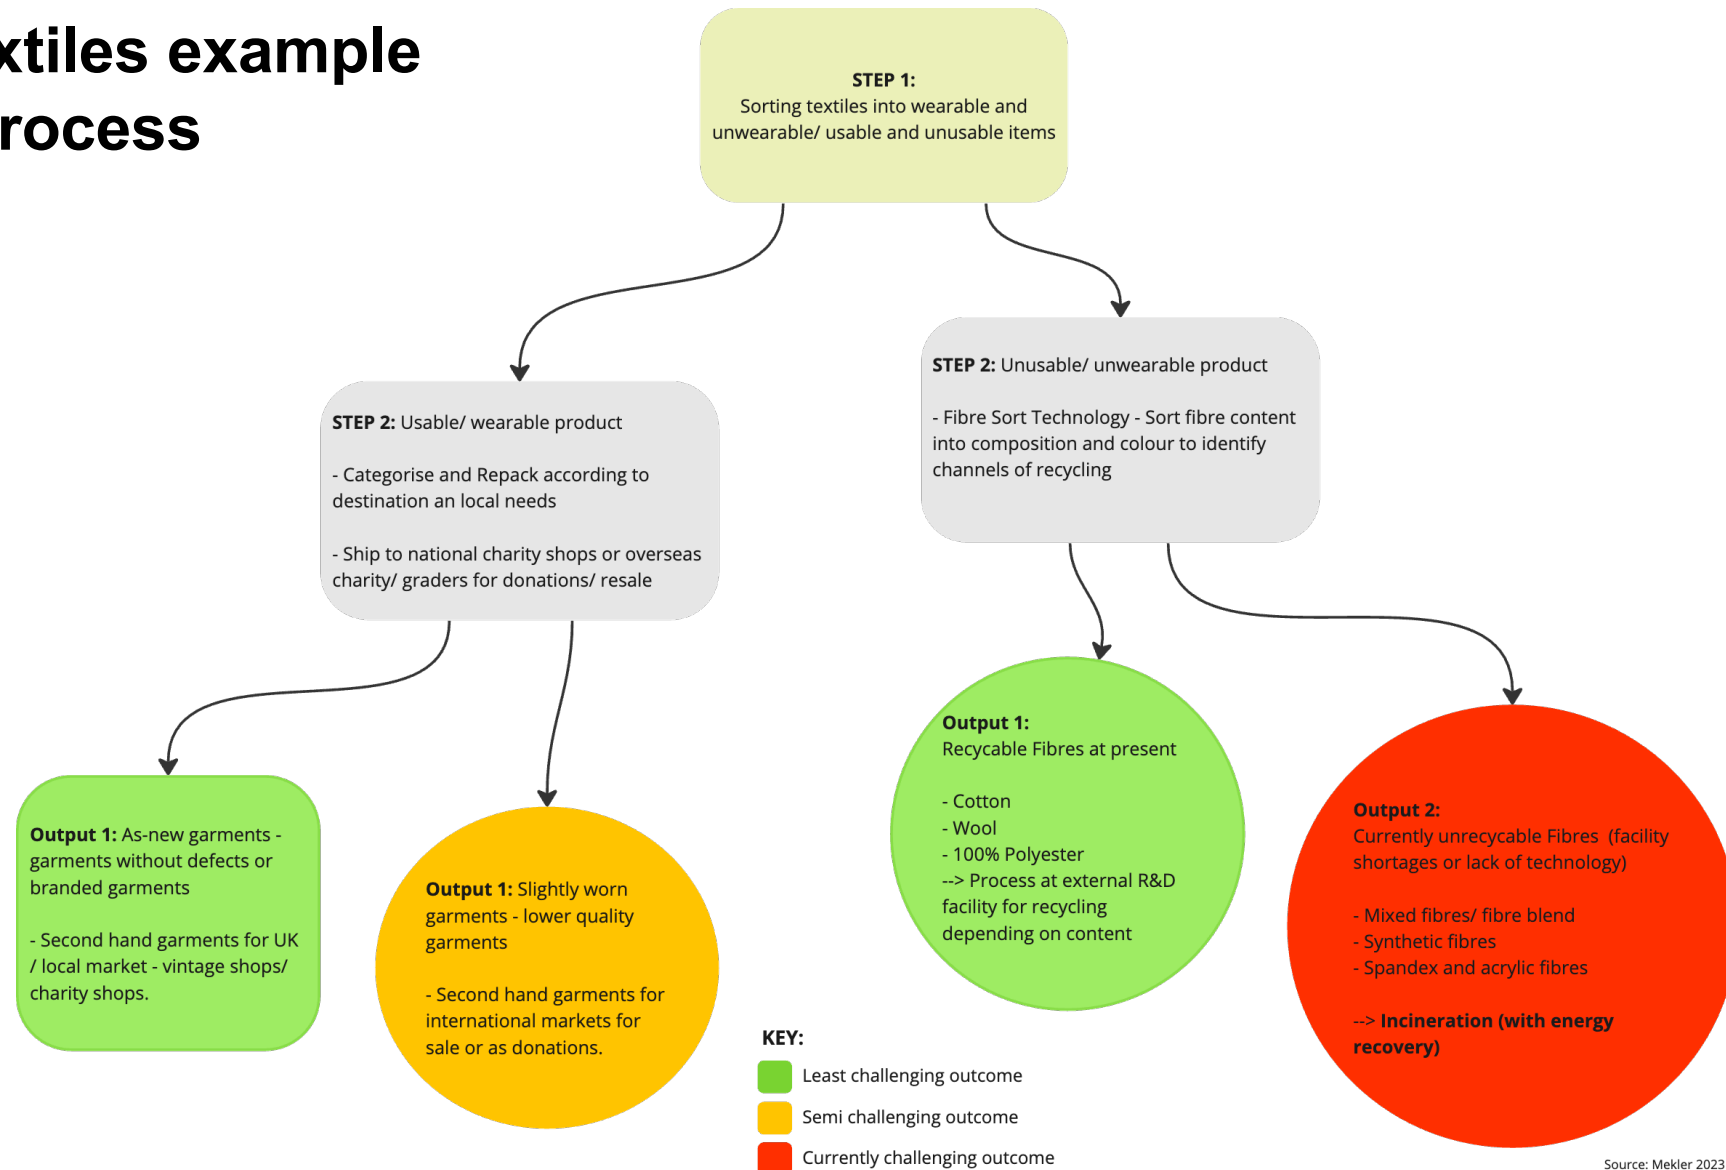 xtiles example
rocess
STEP 1:
Sorting textiles into wearable and
unwearable/ usable and unusable items
STEP 2: Usable/ wearable product
- Categorise and Repack according to
destination an local needs
- Ship to national charity shops or overseas
charity/ graders for donations/ resale
STEP 2: Unusable/ unwearable product
- Fibre Sort Technology - Sort fibre content
into composition and colour to identify
channels of recycling
Output 1: As-new garments -
garments without defects or
branded garments
- Second hand garments for UK
/ local market - vintage shops/
charity shops.
Output 1: Slightly worn
garments - lower quality
garments
- Second hand garments for
international markets for
sale or as donations.
Output 1:
Recycable Fibres at present
- Cotton
- Wool
- 100% Polyester
--> Process at external R&D
facility for recycling
depending on content
Output 2:
Currently unrecycable Fibres (facility
shortages or lack of technology)
- Mixed fibres/ fibre blend
- Synthetic fibres
- Spandex and acrylic fibres
--> Incineration (with energy
recovery)
KEY:
Least challenging outcome
Semi challenging outcome
Currently challenging outcome
Source: Mekler 2023